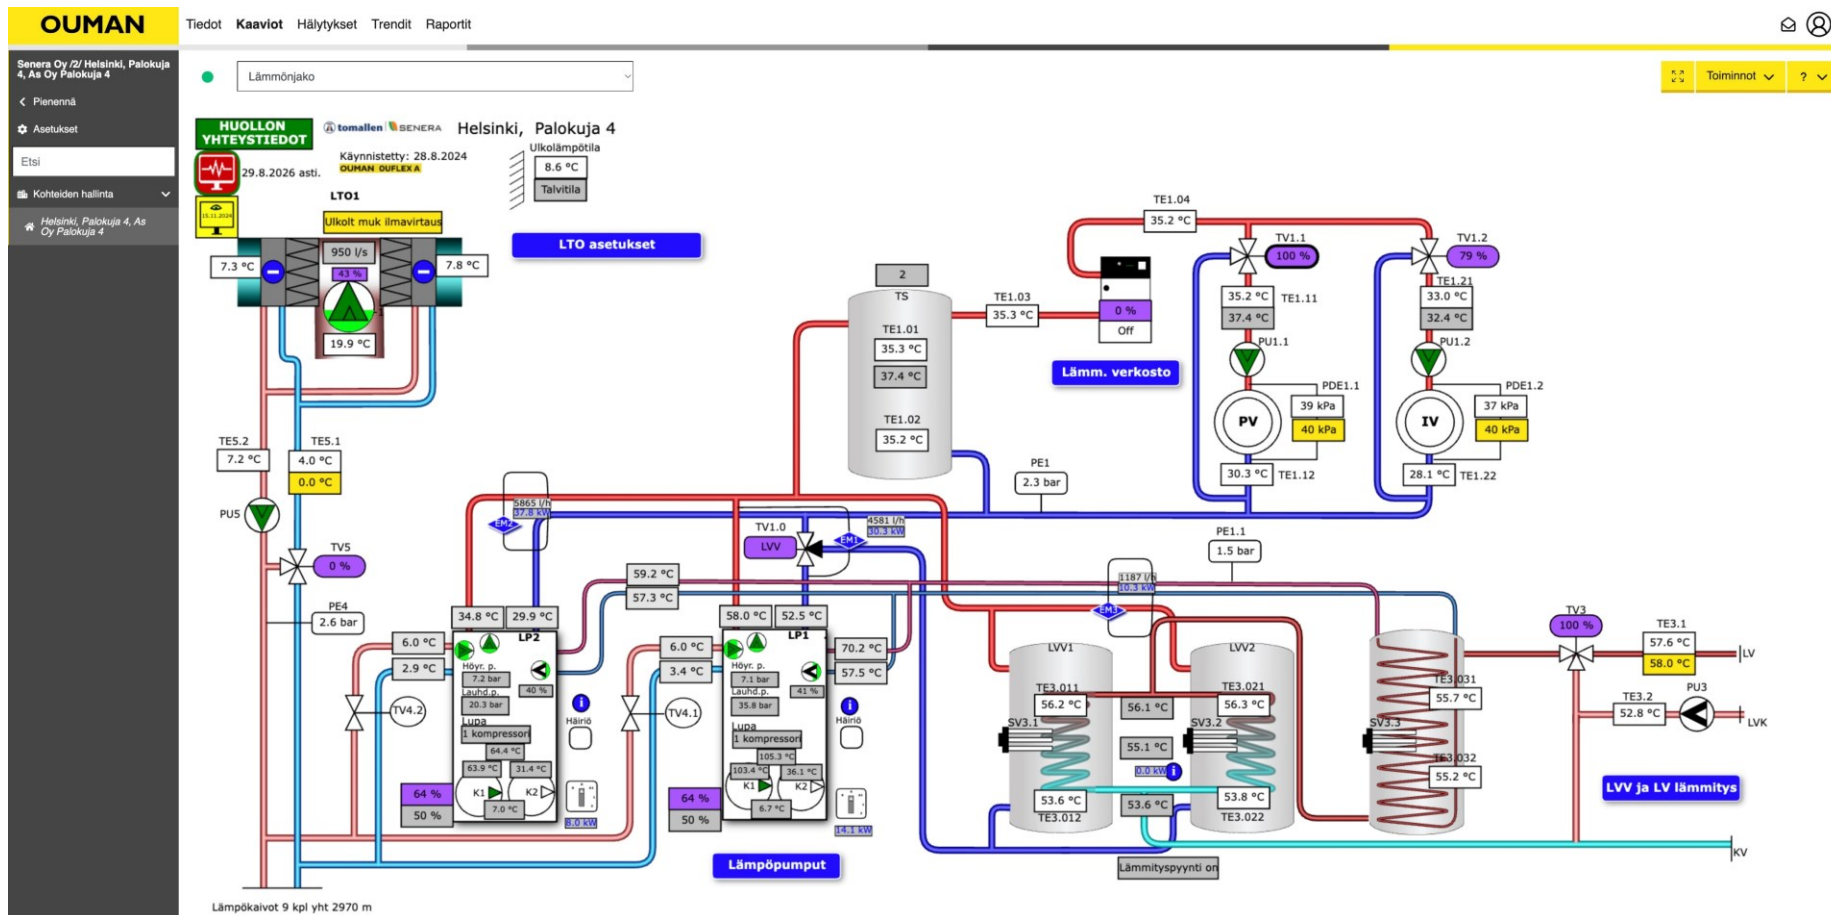 OUMAN
Tiedot Kaaviot Hälytykset Trendit Raportit
Senera Oy /2/ Helsinki, Palokuja
4, As Oy Palokuja 4
Pienennä
Asetukset
Etsi
Kohteiden hallinta
Helsinki, Palokuja 4, As
Oy Palokuja 4
Lämmönjako
Toiminnot
?
HUOLLON
YHTEYSTIEDOT
tomallen SENERA
Helsinki, Palokuja 4
Käynnistetty: 28.8.2024
OUMAN OUFLEX A
29.8.2026 asti.
15.11.2024
Ulkolämpötila
8.6 °C
Talvitila
LTO1
Ulkolt muk ilmavirtaus
LTO asetukset
950 l/s
43 %
7.3 °C
7.8 °C
19.9 °C
TE5.2
7.2 °C
TE5.1
4.0 °C
0.0 °C
PU5
TV5
0 %
PE4
2.6 bar
2
TS
TE1.01
35.3 °C
37.4 °C
TE1.02
35.2 °C
TE1.03
35.3 °C
TE1.04
35.2 °C
0 %
Off
Lämm. verkosto
TV1.1
100 %
35.2 °C
TE1.11
37.4 °C
PU1.1
PDE1.1
39 kPa
40 kPa
PV
30.3 °C
TE1.12
TV1.2
79 %
TE1.21
33.0 °C
32.4 °C
PU1.2
PDE1.2
37 kPa
40 kPa
IV
28.1 °C
TE1.22
PE1
2.3 bar
5865 l/h
37.8 kW
EM2
TV1.0
LVV
4581 l/h
30.3 kW
EM1
PE1.1
1.5 bar
1187 l/h
10.3 kW
EM3
59.2 °C
57.3 °C
34.8 °C
29.9 °C
58.0 °C
52.5 °C
6.0 °C
2.9 °C
TV4.2
LP2
Höyr. p.
7.2 bar
Lauhd.p.
20.3 bar
40 %
Lupa
1 kompressori
64.4 °C
63.9 °C
31.4 °C
K1
K2
7.0 °C
64 %
50 %
i
Häiriö
8.0 kW
6.0 °C
3.4 °C
TV4.1
LP1
70.2 °C
57.5 °C
Höyr. p.
7.1 bar
Lauhd.p.
35.8 bar
41 %
Lupa
1 kompressori
105.3 °C
103.4 °C
36.1 °C
K1
K2
6.7 °C
64 %
50 %
i
Häiriö
14.1 kW
Lämpöpumput
LVV1
TE3.011
56.2 °C
SV3.1
53.6 °C
TE3.012
56.1 °C
55.1 °C
0.0 kW
i
53.6 °C
LVV2
TE3.021
56.3 °C
SV3.2
53.8 °C
TE3.022
Lämmityspyynti on
TE3.031
55.7 °C
SV3.3
TE3.032
55.2 °C
TV3
100 %
TE3.1
57.6 °C
58.0 °C
LV
TE3.2
52.8 °C
PU3
LVK
LVV ja LV lämmitys
KV
Lämpökaivot 9 kpl yht 2970 m